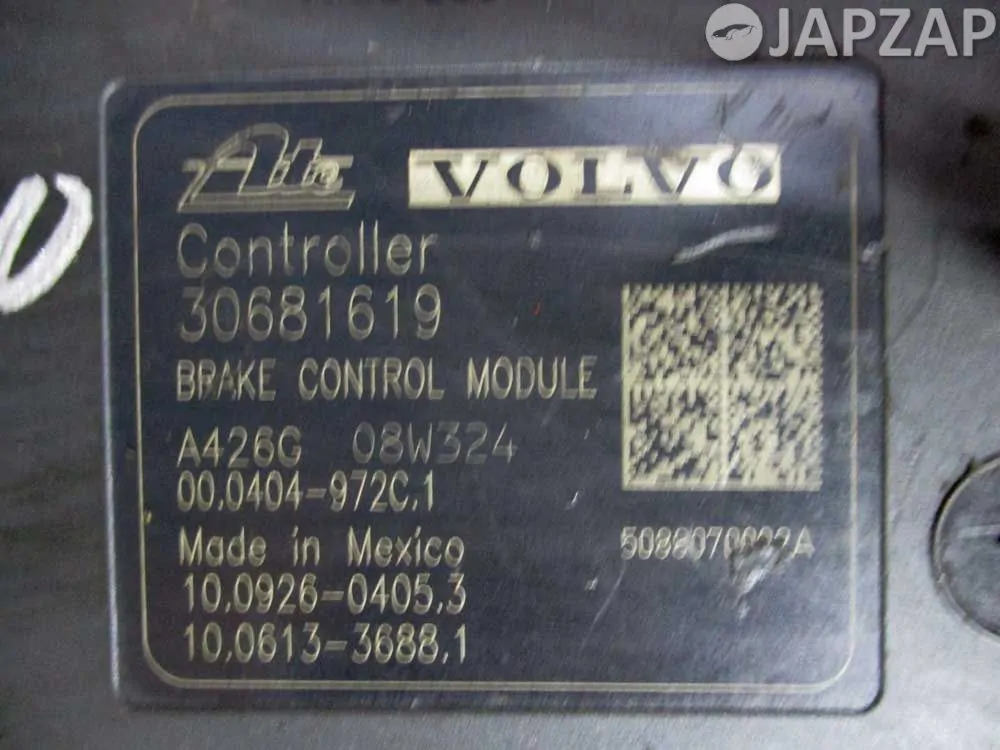 JAPZAP
Ate VOLVO
Controller
30681619
BRAKE CONTROL MODULE
A426G 08W324
00.0404-972C.1
Made in Mexico
10.0926-0405.3
10.0613-3688.1
0